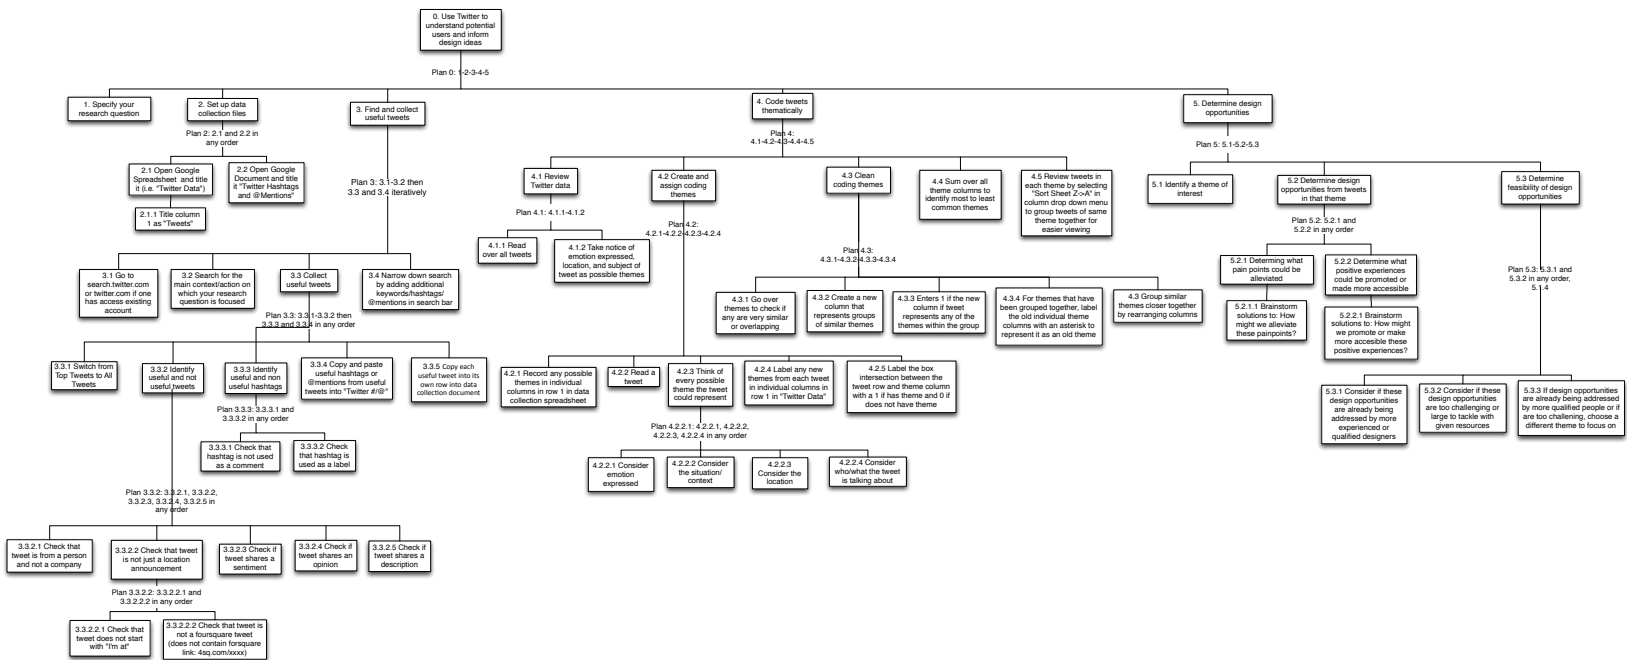 0. Use Twitter to
understand potential
users and inform
design ideas
Plan 0: 1-2-3-4-5
1. Specify your
research question
2. Set up data
collection files
3. Find and collect
useful tweets
4. Code tweets
thematically
5. Determine design
opportunities
Plan 2: 2.1 and 2.2 in
any order
2.1 Open Google
Spreadsheet and title
it (i.e. "Twitter Data")
2.2 Open Google
Document and title
it "Twitter Hashtags
and @Mentions"
2.1.1 Title column
1 as "Tweets"
Plan 3: 3.1-3.2 then
3.3 and 3.4 iteratively
3.1 Go to
search.twitter.com
or twitter.com if one
has access existing
account
3.2 Search for the
main context/action on
which your research
question is focused
3.3 Collect
useful tweets
3.4 Narrow down search
by adding additional
keywords/hashtags/
@mentions in search bar
Plan 3.3: 3.3.1-3.3.2 then
3.3.3 and 3.3.4 in any order
3.3.1 Switch from
Top Tweets to All
Tweets
3.3.2 Identify
useful and not
useful tweets
3.3.3 Identify
useful and non
useful hashtags
3.3.4 Copy and paste
useful hashtags or
@mentions from useful
tweets into "Twitter #/@"
3.3.5 Copy each
useful tweet into its
own row into data
collection document
Plan 3.3.3: 3.3.3.1 and
3.3.3.2 in any order
3.3.3.1 Check that
hashtag is not used
as a comment
3.3.3.2 Check
that hashtag is
used as a label
Plan 3.3.2: 3.3.2.1, 3.3.2.2,
3.3.2.3, 3.3.2.4, 3.3.2.5 in
any order
3.3.2.1 Check that
tweet is from a person
and not a company
3.3.2.2 Check that tweet
is not just a location
announcement
3.3.2.3 Check if
tweet shares a
sentiment
3.3.2.4 Check if
tweet shares an
opinion
3.3.2.5 Check if
tweet shares a
description
Plan 3.3.2.2: 3.3.2.2.1 and
3.3.2.2.2 in any order
3.3.2.2.1 Check that
tweet does not start
with "I'm at"
3.3.2.2.2 Check that tweet is
not a foursquare tweet
(does not contain forsquare
link: 4sq.com/xxxx)
Plan 4:
4.1-4.2-4.3-4.4-4.5
4.1 Review
Twitter data
4.2 Create and
assign coding
themes
4.3 Clean
coding themes
4.4 Sum over all
theme columns to
identify most to least
common themes
4.5 Review tweets in
each theme by selecting
"Sort Sheet Z->A" in
column drop down menu
to group tweets of same
theme together for
easier viewing
Plan 4.1: 4.1.1-4.1.2
4.1.1 Read
over all tweets
4.1.2 Take notice of
emotion expressed,
location, and subject of
tweet as possible themes
Plan 4.2:
4.2.1-4.2.2-4.2.3-4.2.4
Plan 4.3:
4.3.1-4.3.2-4.3.3-4.3.4
4.3.1 Go over
themes to check if
any are very similar
or overlapping
4.3.2 Create a new
column that
represents groups
of similar themes
4.3.3 Enters 1 if the new
column if tweet
represents any of
the themes within the group
4.3.4 For themes that have
been grouped together, label
the old individual theme
columns with an asterisk to
represent it as an old theme
4.3 Group similar
themes closer together
by rearranging columns
4.2.1 Record any possible
themes in individual
columns in row 1 in data
collection spreadsheet
4.2.2 Read a
tweet
4.2.3 Think of
every possible
theme the tweet
could represent
4.2.4 Label any new
themes from each tweet
in individual columns in
row 1 in "Twitter Data"
4.2.5 Label the box
intersection between the
tweet row and theme column
with a 1 if has theme and 0 if
does not have theme
Plan 4.2.2.1: 4.2.2.1, 4.2.2.2,
4.2.2.3, 4.2.2.4 in any order
4.2.2.1 Consider
emotion
expressed
4.2.2.2 Consider
the situation/
context
4.2.2.3
Consider the
location
4.2.2.4 Consider
who/what the tweet
is talking about
Plan 5: 5.1-5.2-5.3
5.1 Identify a theme of
interest
5.2 Determine design
opportunities from tweets
in that theme
5.3 Determine
feasibility of design
opportunities
Plan 5.2: 5.2.1 and
5.2.2 in any order
5.2.1 Determing what
pain points could be
alleviated
5.2.2 Determine what
positive experiences
could be promoted or
made more accessible
5.2.1.1 Brainstorm
solutions to: How
might we alleviate
these painpoints?
5.2.2.1 Brainstorm
solutions to: How might
we promote or make
more accesible these
positive experiences?
Plan 5.3: 5.3.1 and
5.3.2 in any order,
5.1.4
5.3.1 Consider if these
design opportunities
are already being
addressed by more
experienced or
qualified designers
5.3.2 Consider if these
design opportunities
are too challenging or
large to tackle with
given resources
5.3.3 If design opportunities
are already being addressed
by more qualified people or if
are too challenging, choose a
different theme to focus on